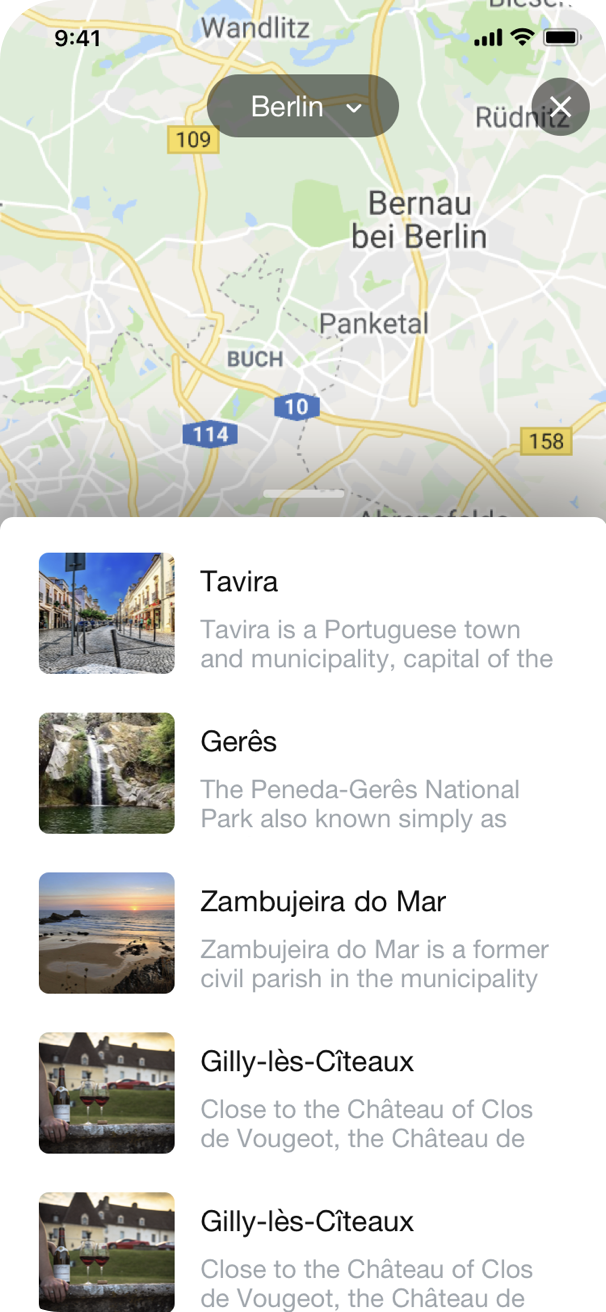 Wandlitz
9:41
Berlin
Rüdnitz
109
Bernau
bei Berlin
Panketal
BUCH
10
114
158
Tavira
Tavira is a Portuguese town
and municipality, capital of the
Gerês
The Peneda-Gerês National
Park also known simply as
Zambujeira do Mar
Zambujeira do Mar is a former
civil parish in the municipality
Gilly-lès-Cîteaux
Close to the Château of Clos
de Vougeot, the Château de
Gilly-lès-Cîteaux
Close to the Château of Clos
de Vougeot, the Château de